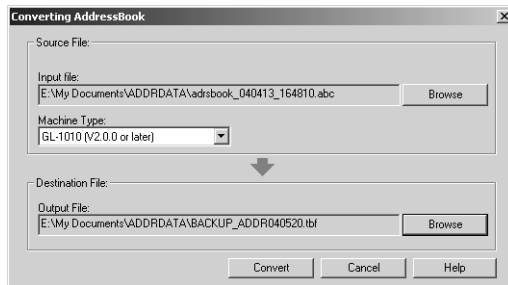 Converting AddressBook
Source File:
Input file:
E:\My Documents\ADDRDATA\adrsbook_040413_164810.abc
Browse
Machine Type:
GL-1010 (V2.0.0 or later)
Destination File:
Output File:
E:\My Documents\ADDRDATA\BACKUP_ADDR040520.tbf
Browse
Convert Cancel Help